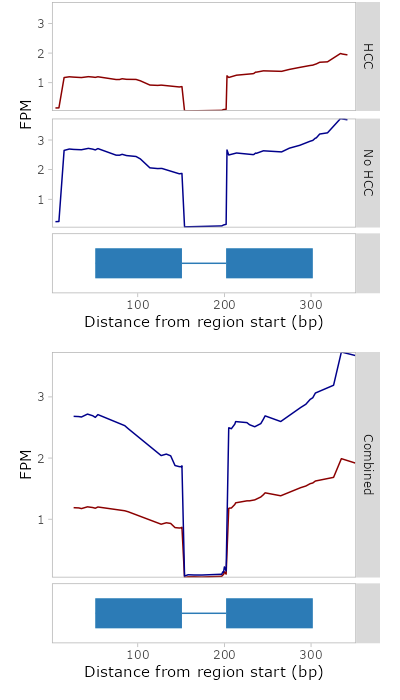 3
2
1
HCC
FPM
3
2
1
No HCC
100
200
300
Distance from region start (bp)
3
2
1
FPM
Combined
100
200
300
Distance from region start (bp)